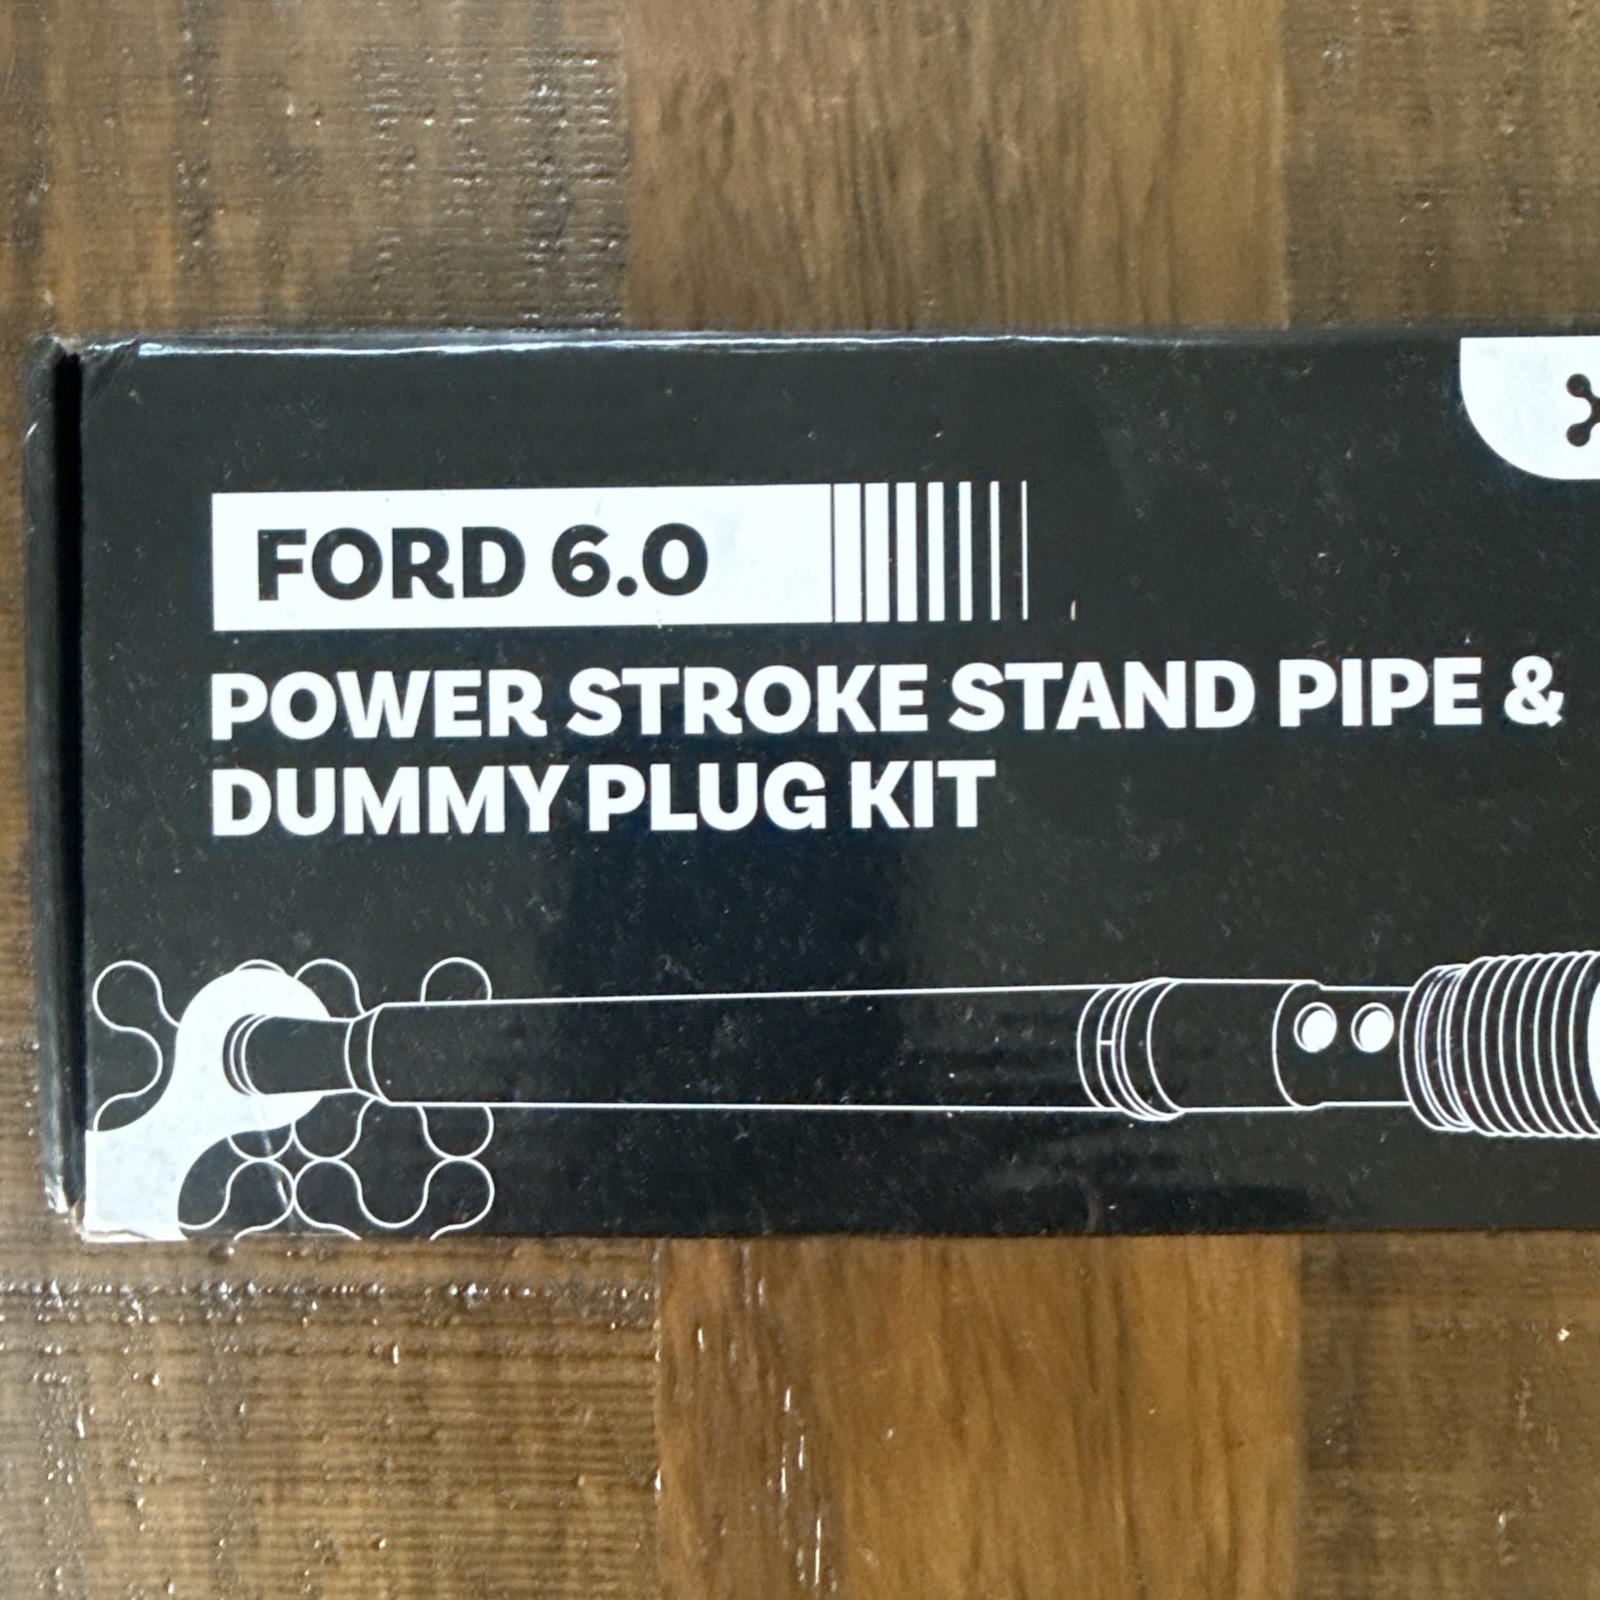 FORD 6.0
POWER STROKE STAND PIPE &
DUMMY PLUG KIT